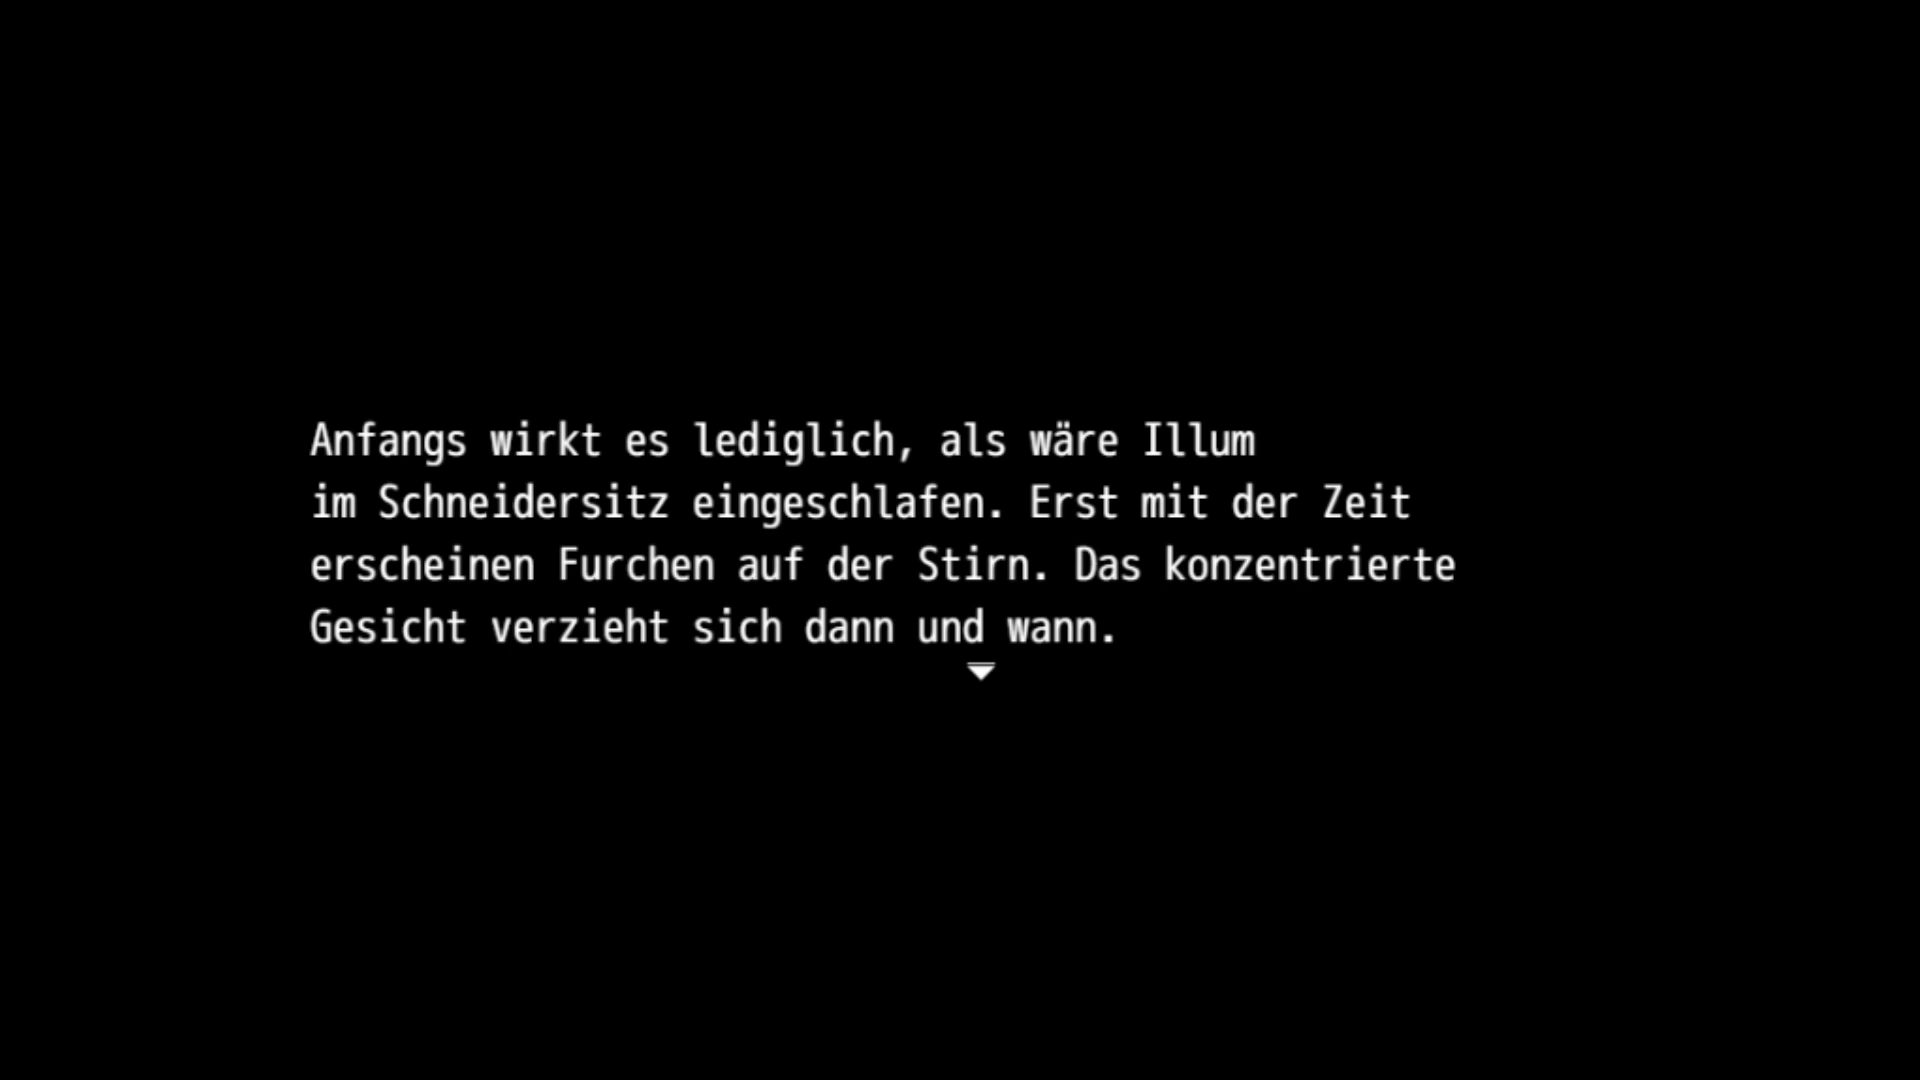 Anfangs wirkt es lediglich, als wäre Illum
im Schneidersitz eingeschlafen. Erst mit der Zeit
erscheinen Furchen auf der Stirn. Das konzentrierte
Gesicht verzieht sich dann und wann.